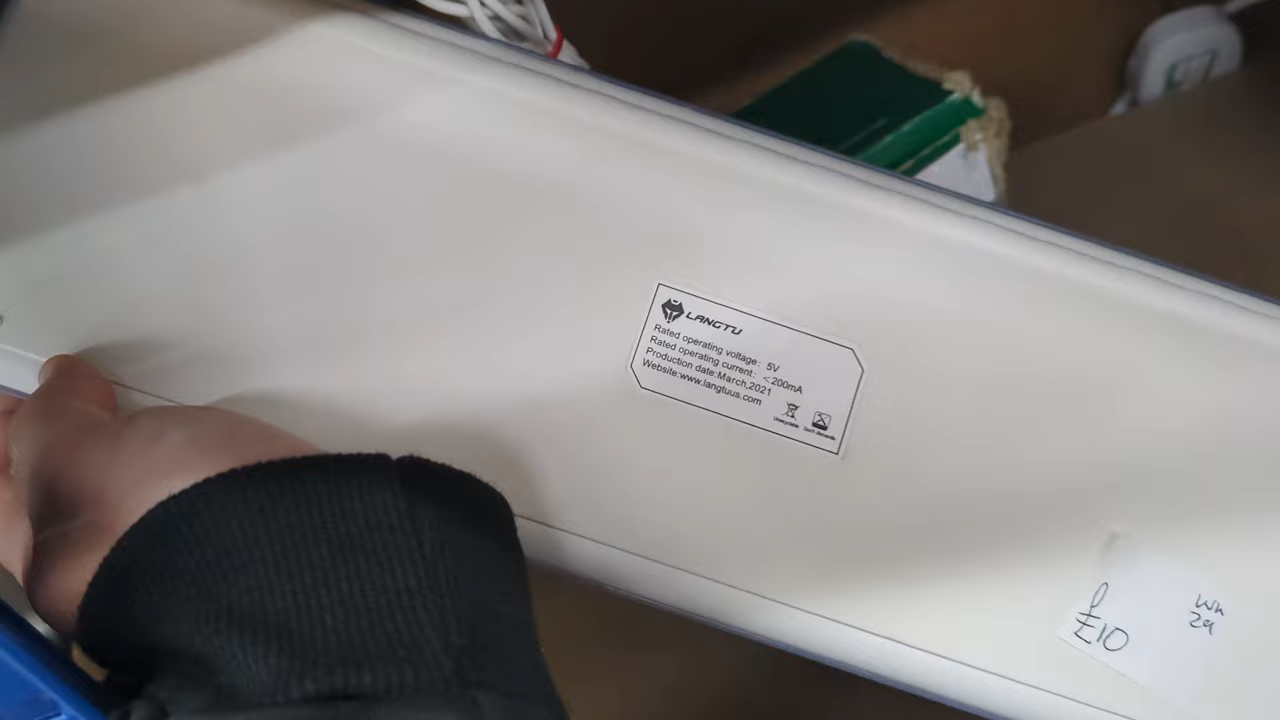 LANGTU
Rated operating voltage: 5V
Rated operating current: <200mA
Production date:March,2021
Website:www.langtuus.com
£10